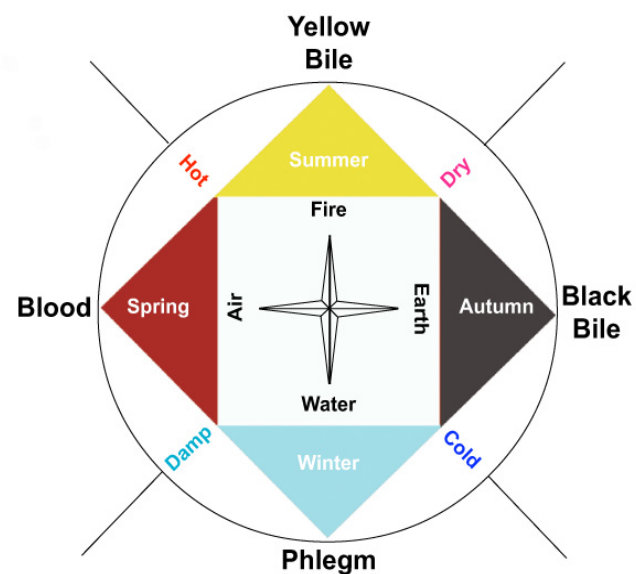 Yellow
Bile
Hot
Summer
Dry
Fire
Blood
Spring
Air
Earth
Autumn
Black
Bile
Water
Damp
Winter
Cold
Phlegm